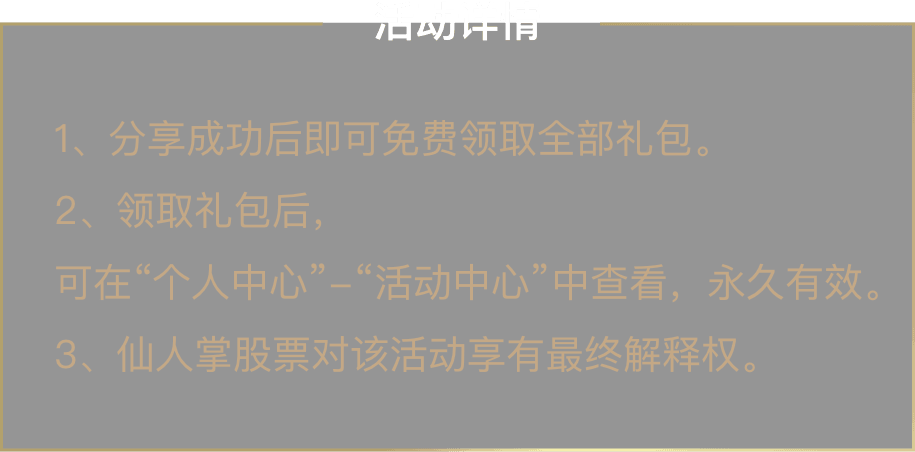 活动详情
1、分享成功后即可免费领取全部礼包。
2、领取礼包后，
可在“个人中心”-“活动中心”中查看，永久有效。
3、仙人掌股票对该活动享有最终解释权。